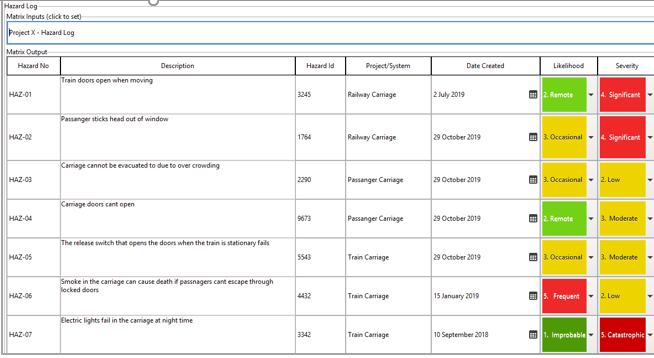 Hazard Log
Matrix Inputs (click to set)
Project X - Hazard Log
Matrix Output
Hazard No Description Hazard Id Project/System Date Created Likelihood Severity
HAZ-01 Train doors open when moving 3245 Railway Carriage 2 July 2019 2. Remote 4. Significant
HAZ-02 Passenger sticks head out of window 1764 Railway Carriage 29 October 2019 3. Occasional 4. Significant
HAZ-03 Carriage cannot be evacuated to due to over crowding 2290 Passanger Carriage 29 October 2019 3. Occasional 2. Low
HAZ-04 Carriage doors cant open 9673 Passanger Carriage 29 October 2019 2. Remote 3. Moderate
HAZ-05 The release switch that opens the doors when the train is stationary fails 5543 Train Carriage 29 October 2019 3. Occasional 3. Moderate
HAZ-06 Smoke in the carriage can cause death if passnagers cant escape through
locked doors 4432 Train Carriage 15 January 2019 5. Frequent 2. Low
HAZ-07 Electric lights fail in the carriage at night time 3342 Train Carriage 10 September 2018 1. Improbable 5. Catastrophic